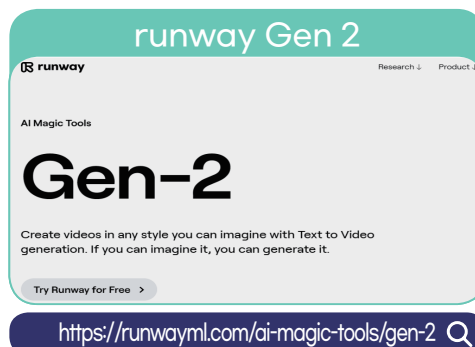 runway Gen 2
runway
Research ↓ Product ↓
AI Magic Tools
Gen-2
Create videos in any style you can imagine with Text to Video
generation. If you can imagine it, you can generate it.
Try Runway for Free >
https://runwayml.com/ai-magic-tools/gen-2